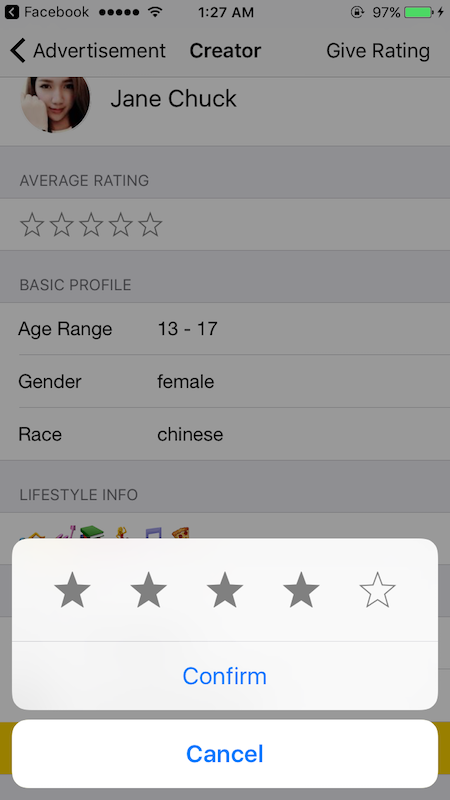 Facebook 1:27 AM 97%
Advertisement Creator Give Rating
Jane Chuck
AVERAGE RATING
BASIC PROFILE
Age Range 13 - 17
Gender female
Race chinese
LIFESTYLE INFO
Confirm
Cancel